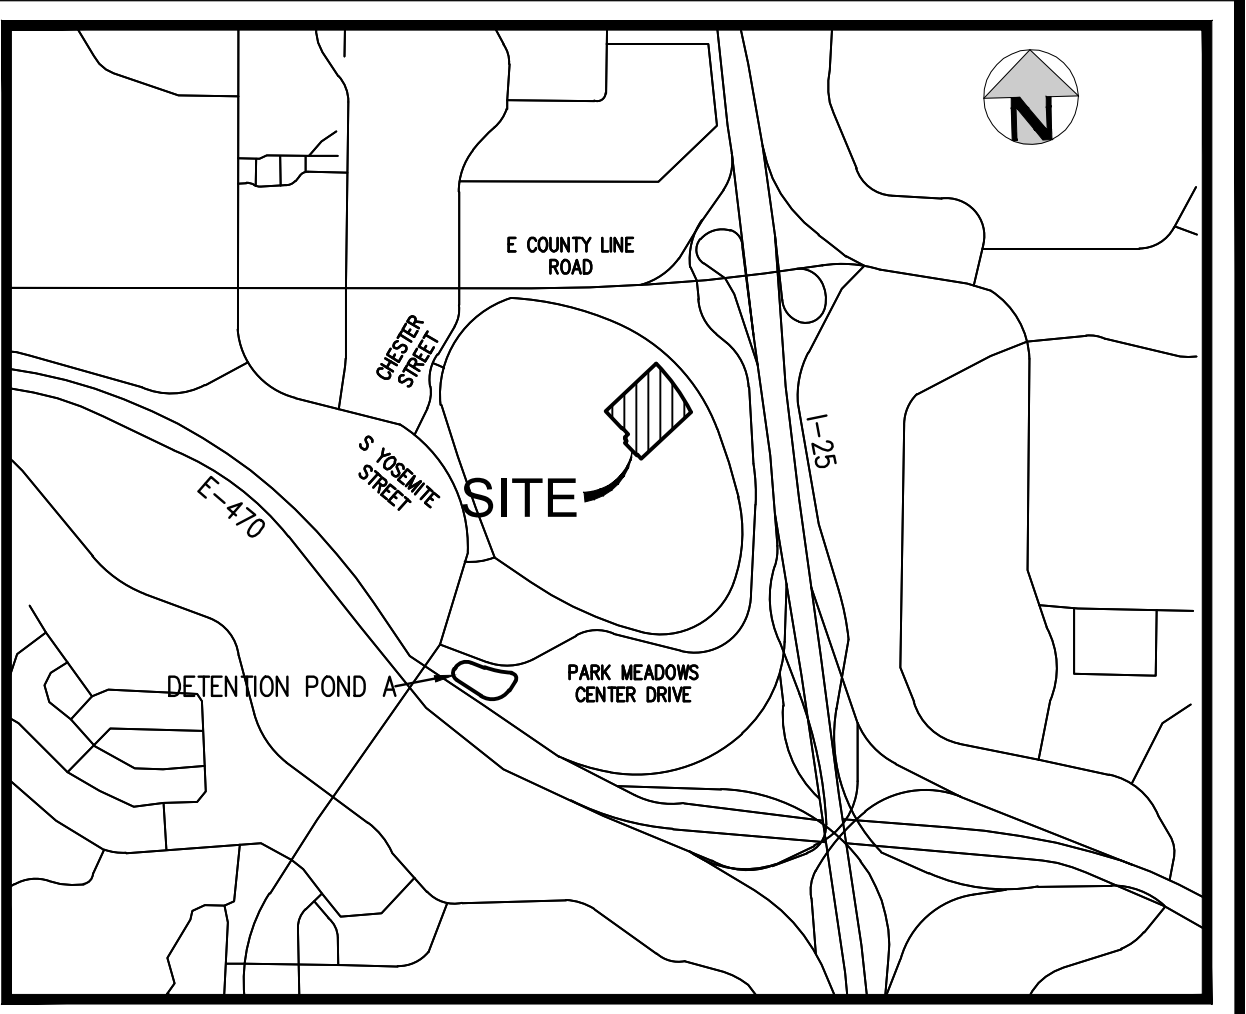 N
E COUNTY LINE
ROAD
CHESTER
STREET
I-25
S YOSEMITE
STREET
E-470
SITE
DETENTION POND A
PARK MEADOWS
CENTER DRIVE